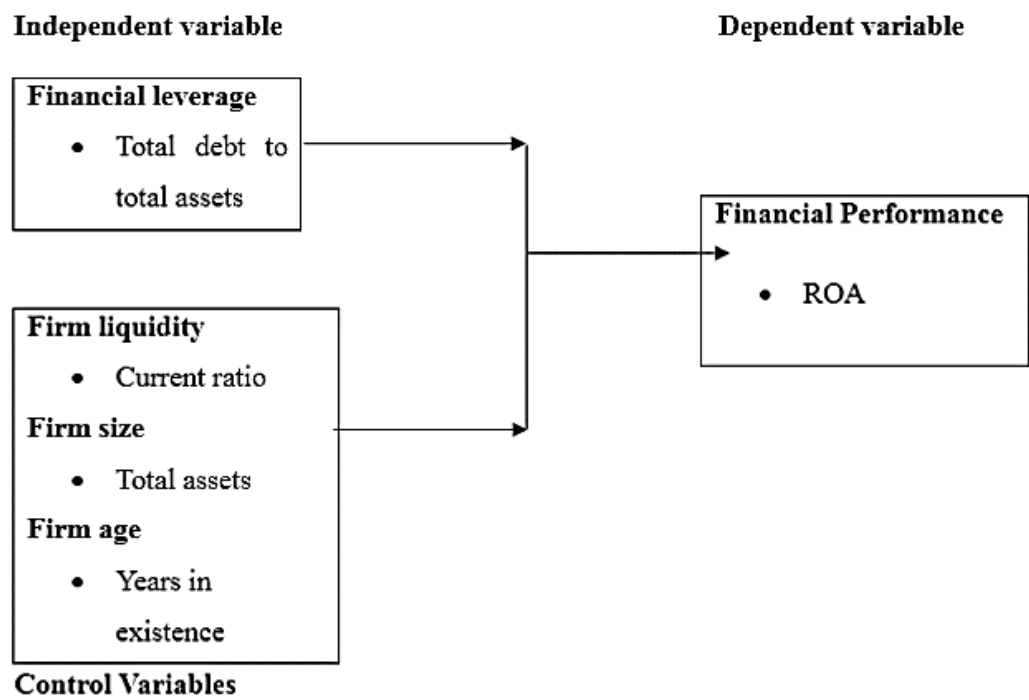 Independent variable
Dependent variable
Financial leverage
• Total debt to
total assets
Financial Performance
• ROA
Firm liquidity
• Current ratio
Firm size
• Total assets
Firm age
• Years in
existence
Control Variables